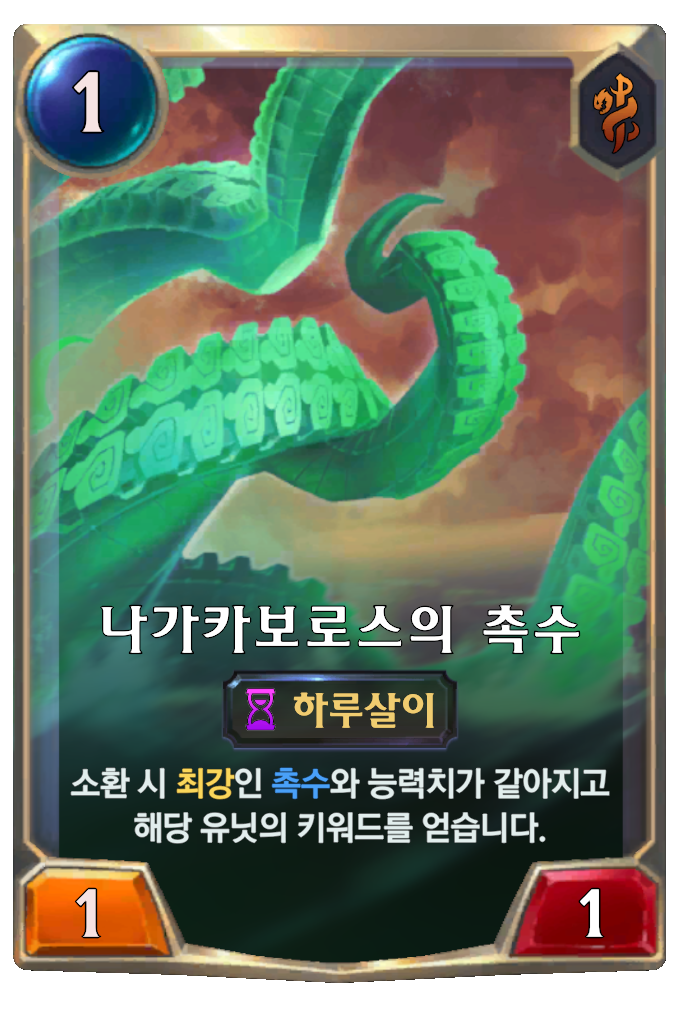 1
나가카보로스의 촉수
하루살이
소환 시 최강인 촉수와 능력치가 같아지고
해당 유닛의 키워드를 얻습니다.
1
1